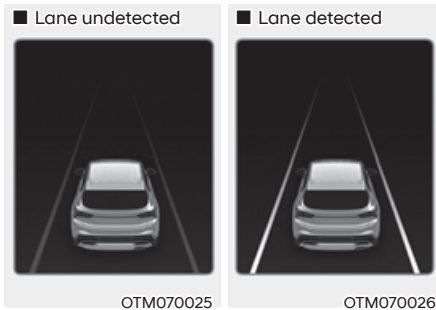 ■ Lane undetected
■ Lane detected
OTM070025
OTM070026